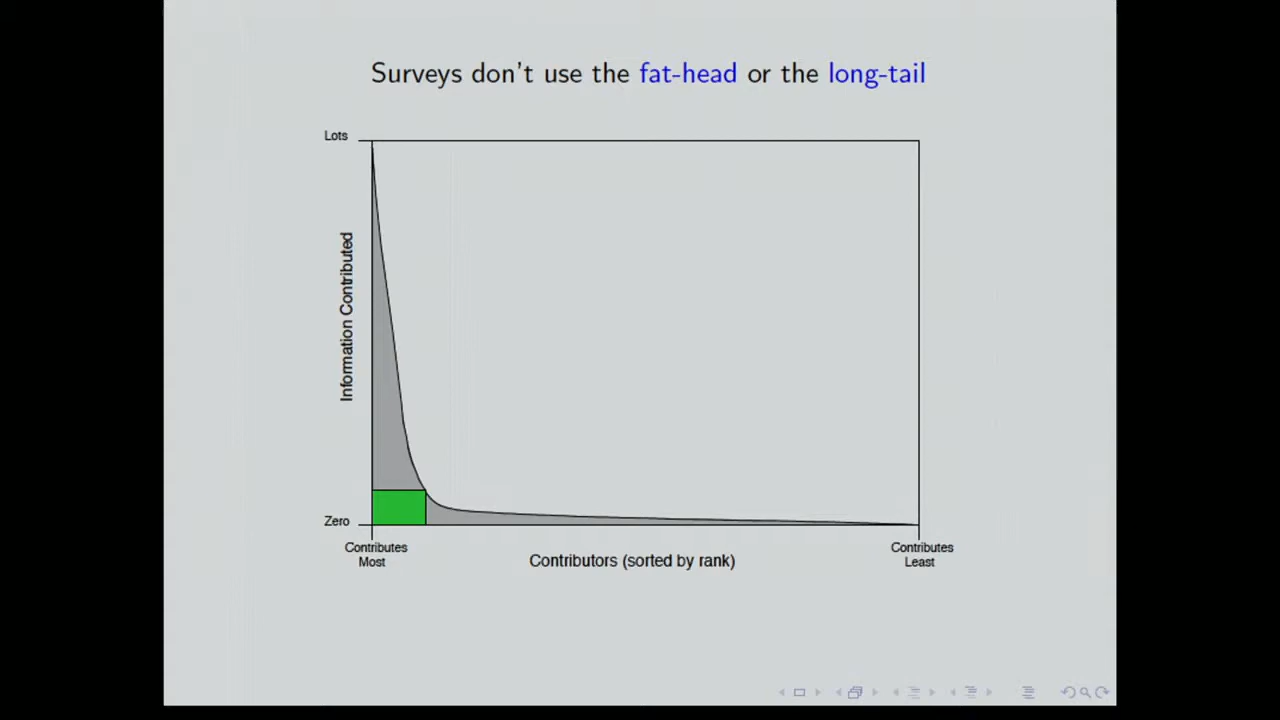 Surveys don't use the fat-head or the long-tail
Lots
Information Contributed
Zero
Contributes
Most
Contributors (sorted by rank)
Contributes
Least